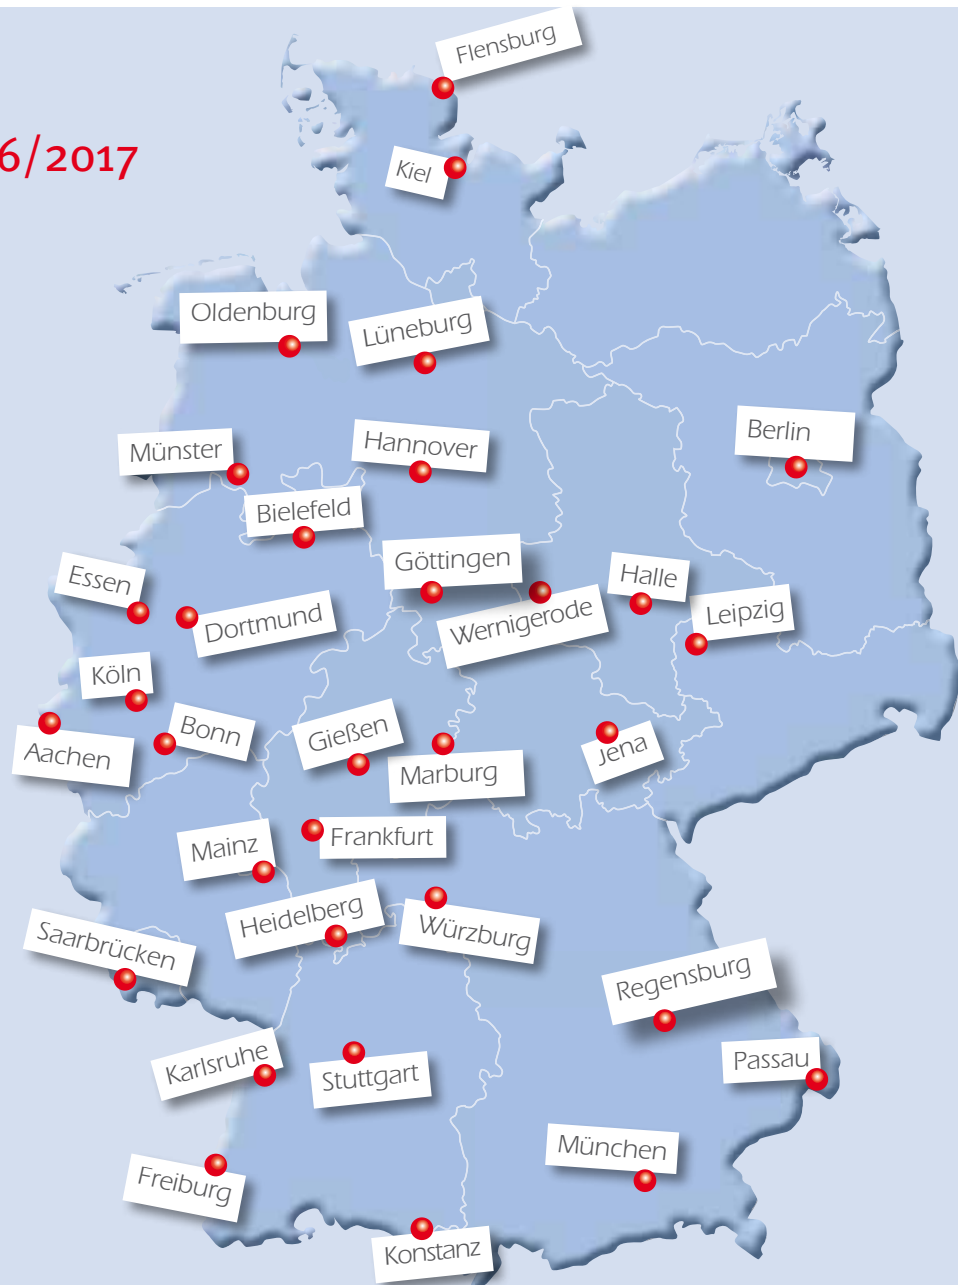 Flensburg
6/2017
Kiel
Oldenburg
Lüneburg
Münster
Hannover
Berlin
Bielefeld
Göttingen
Essen
Halle
Dortmund
Wernigerode
Leipzig
Köln
Bonn
Gießen
Aachen
Marburg
Jena
Mainz
Frankfurt
Heidelberg
Würzburg
Saarbrücken
Regensburg
Karlsruhe
Stuttgart
Passau
München
Freiburg
Konstanz